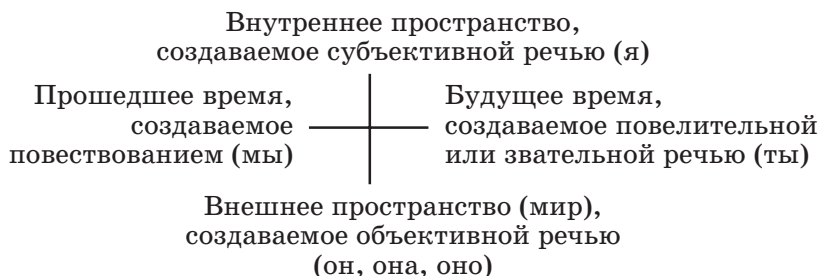 Внутреннее пространство,
создаваемое субъективной речью (я)
Прошедшее время,
создаваемое
повествованием (мы)
Будущее время,
создаваемое повелительной
или звательной речью (ты)
Внешнее пространство (мир),
создаваемое объективной речью
(он, она, оно)